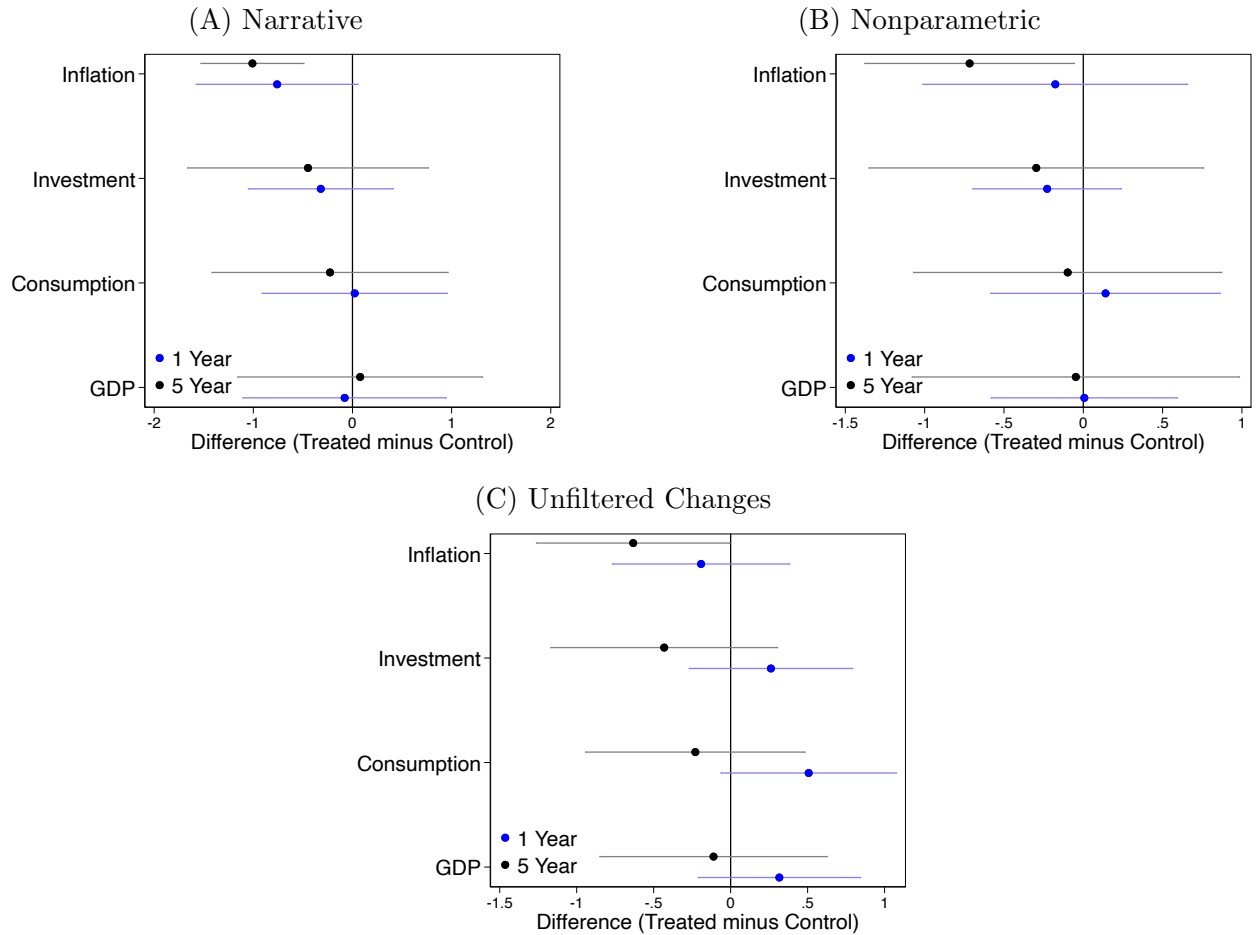 (A) Narrative
Inflation
Investment
Consumption
1 Year
5 Year
GDP
-2 -1 0 1 2
Difference (Treated minus Control)
(B) Nonparametric
Inflation
Investment
Consumption
1 Year
5 Year
GDP
-1.5 -1 -.5 0 .5 1
Difference (Treated minus Control)
(C) Unfiltered Changes
Inflation
Investment
Consumption
1 Year
5 Year
GDP
-1.5 -1 -.5 0 .5 1
Difference (Treated minus Control)